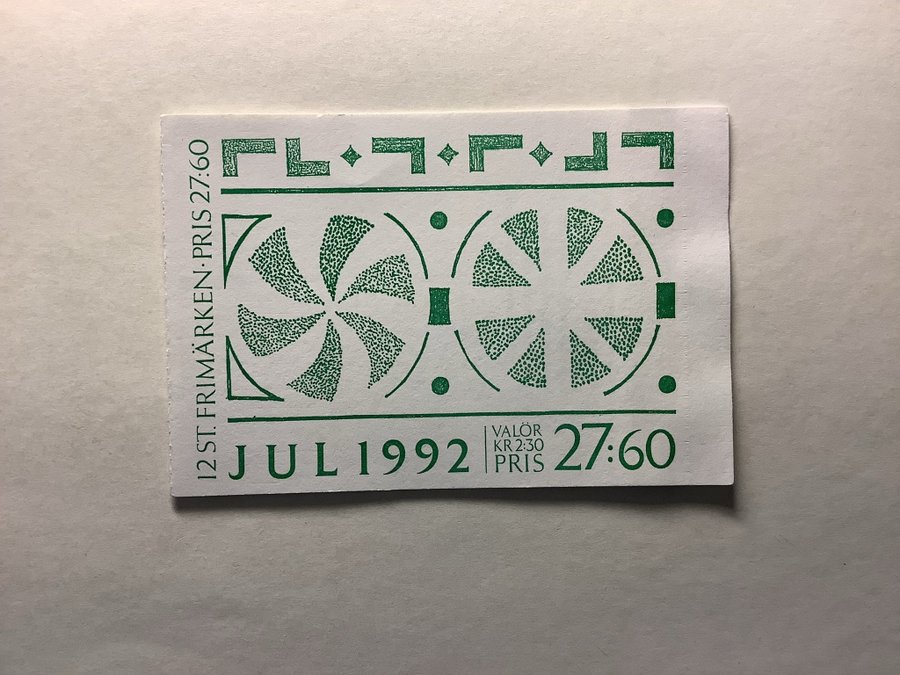 12 ST. FRIMÄRKEN · PRIS 27:60
JUL 1992
VALÖR
KR 2:30
PRIS
27:60